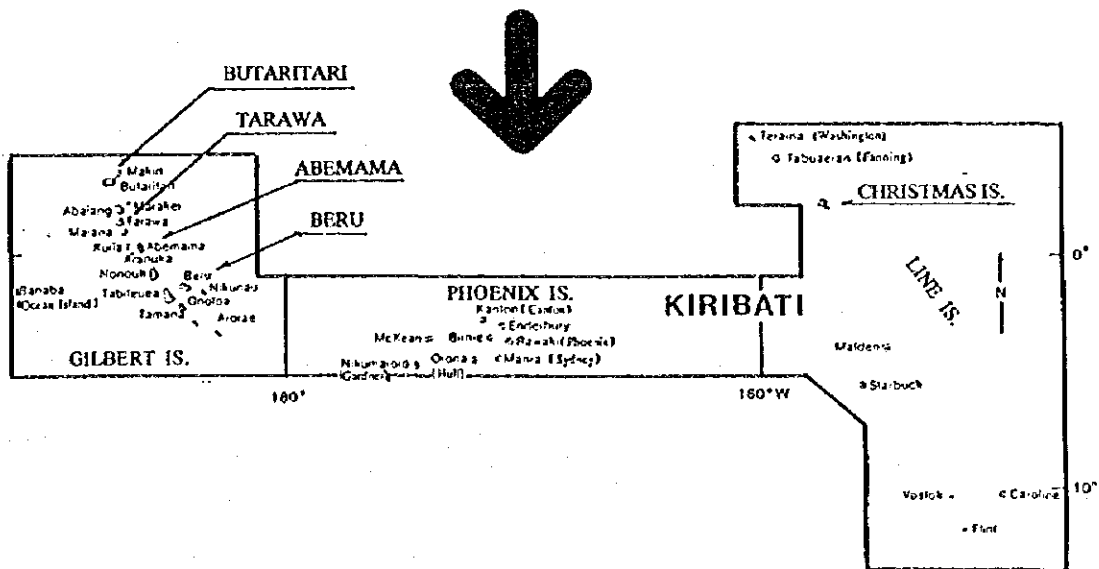 BUTARITARI
TARAWA
ABEMAMA
BERU
Makin
Butaritari
Abaiang
Marakei
Tarawa
Maiana
Kuria
Abemama
Aranuka
Nonouti
Beru
Nikunau
Banaba
(Ocean Island)
Tabiteuea
Onotoa
Tamana
Arorae
GILBERT IS.
180°
PHOENIX IS.
Kanton (Canton)
Enderbury
McKean
Birnie
Rawaki (Phoenix)
Nikumaroro
(Gardner)
Orona
(Hull)
Manra (Sydney)
KIRIBATI
160°W
Teraina (Washington)
Tabuaeran (Fanning)
CHRISTMAS IS.
LINE IS.
0°
N
Malden
Starbuck
Vostok
Caroline
10°
Flint